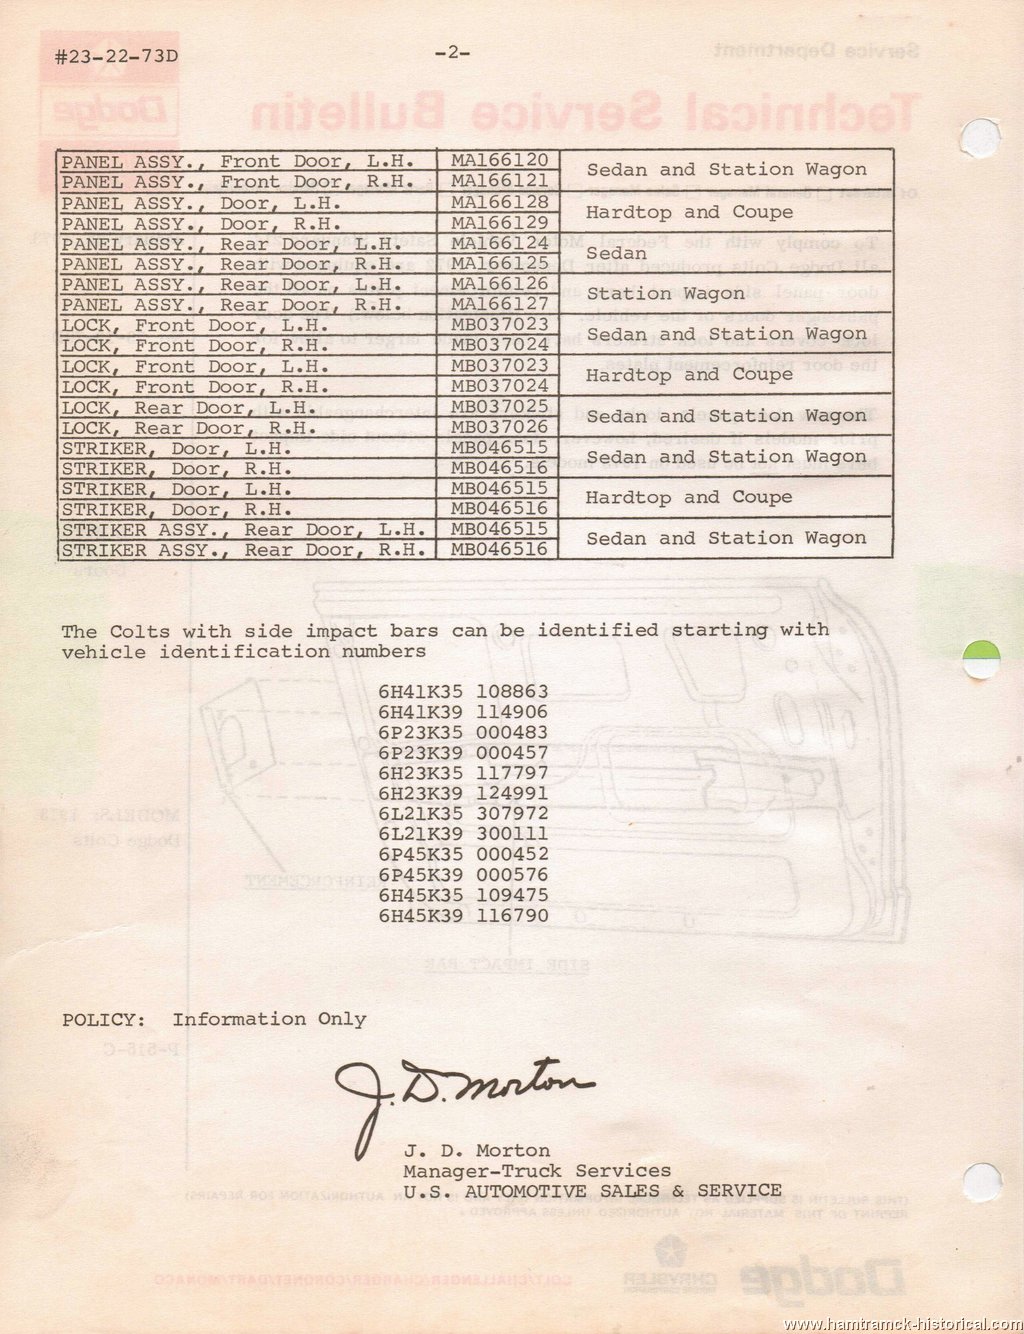 #23-22-73D -2-
PANEL ASSY., Front Door, L.H. MA166120 Sedan and Station Wagon
PANEL ASSY., Front Door, R.H. MA166121
PANEL ASSY., Door, L.H. MA166128 Hardtop and Coupe
PANEL ASSY., Door, R.H. MA166129
PANEL ASSY., Rear Door, L.H. MA166124 Sedan
PANEL ASSY., Rear Door, R.H. MA166125
PANEL ASSY., Rear Door, L.H. MA166126 Station Wagon
PANEL ASSY., Rear Door, R.H. MA166127
LOCK, Front Door, L.H. MB037023 Sedan and Station Wagon
LOCK, Front Door, R.H. MB037024
LOCK, Front Door, L.H. MB037023 Hardtop and Coupe
LOCK, Front Door, R.H. MB037024
LOCK, Rear Door, L.H. MB037025 Sedan and Station Wagon
LOCK, Rear Door, R.H. MB037026
STRIKER, Door, L.H. MB046515 Sedan and Station Wagon
STRIKER, Door, R.H. MB046516
STRIKER, Door, L.H. MB046515 Hardtop and Coupe
STRIKER, Door, R.H. MB046516
STRIKER ASSY., Rear Door, L.H. MB046515 Sedan and Station Wagon
STRIKER ASSY., Rear Door, R.H. MB046516
The Colts with side impact bars can be identified starting with
vehicle identification numbers
6H41K35 108863
6H41K39 114906
6P23K35 000483
6P23K39 000457
6H23K35 117797
6H23K39 124991
6L21K35 307972
6L21K39 300111
6P45K35 000452
6P45K39 000576
6H45K35 109475
6H45K39 116790
POLICY: Information Only
J. D. Morton
J. D. Morton
Manager-Truck Services
U.S. AUTOMOTIVE SALES & SERVICE
www.hamtramck-historical.com